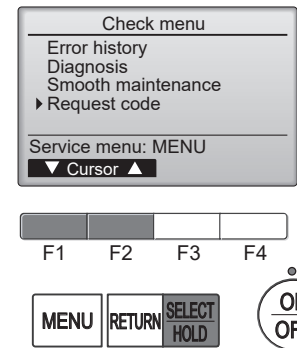 Check menu
Error history
Diagnosis
Smooth maintenance
Request code
Service menu: MENU
▼ Cursor ▲
F1 F2 F3 F4
MENU RETURN SELECT
HOLD